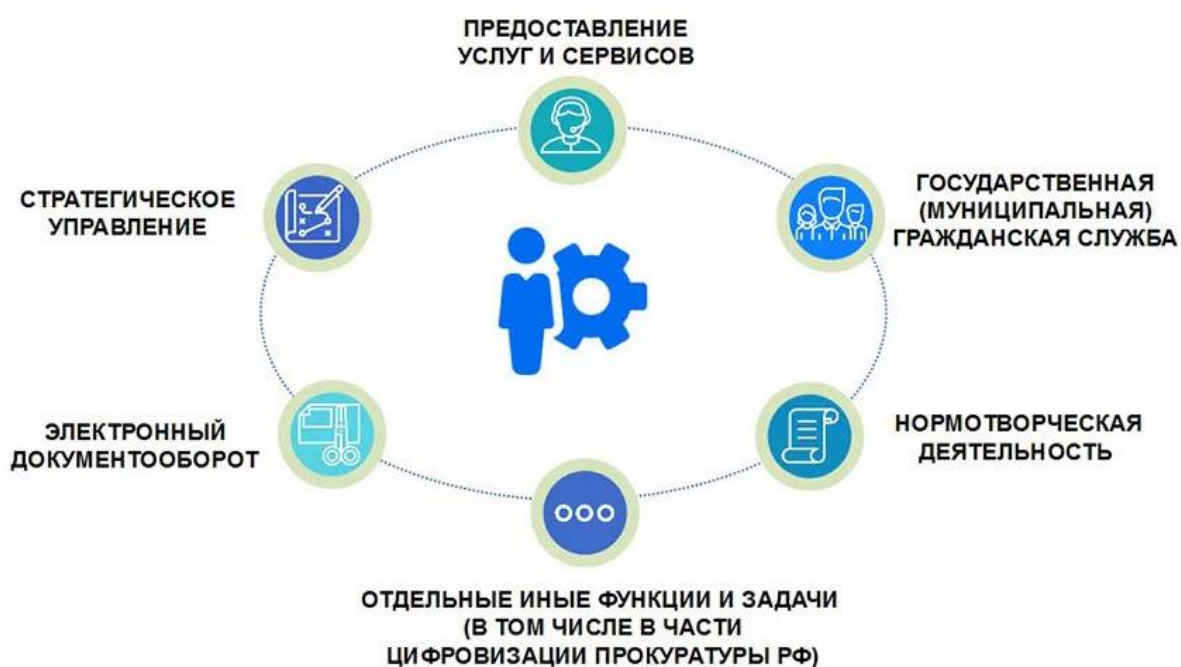 ПРЕДОСТАВЛЕНИЕ
УСЛУГ И СЕРВИСОВ
СТРАТЕГИЧЕСКОЕ
УПРАВЛЕНИЕ
ГОСУДАРСТВЕННАЯ
(МУНИЦИПАЛЬНАЯ)
ГРАЖДАНСКАЯ СЛУЖБА
ЭЛЕКТРОННЫЙ
ДОКУМЕНТООБОРОТ
НОРМОТВОРЧЕСКАЯ
ДЕЯТЕЛЬНОСТЬ
ОТДЕЛЬНЫЕ ИНЫЕ ФУНКЦИИ И ЗАДАЧИ
(В ТОМ ЧИСЛЕ В ЧАСТИ
ЦИФРОВИЗАЦИИ ПРОКУРАТУРЫ РФ)